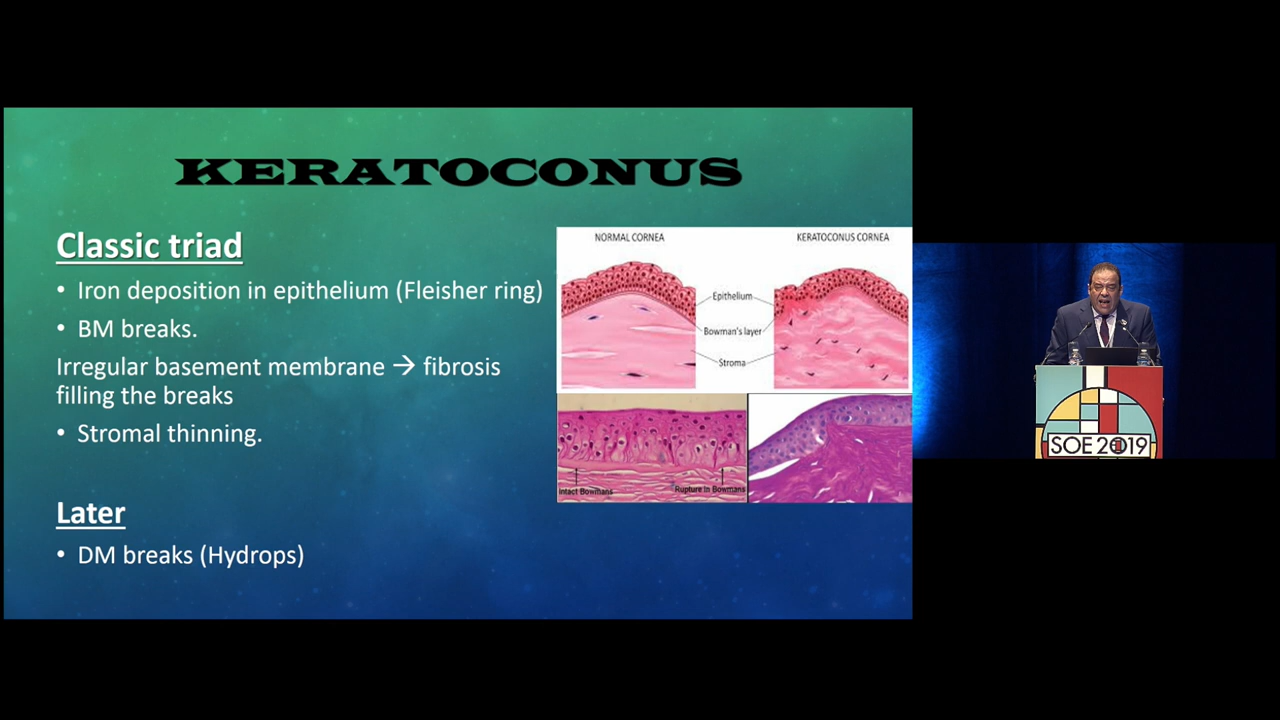 KERATOCONUS
Classic triad
• Iron deposition in epithelium (Fleisher ring)
• BM breaks.
Irregular basement membrane → fibrosis
filling the breaks
• Stromal thinning.
Later
• DM breaks (Hydrops)
NORMAL CORNEA
KERATOCONUS CORNEA
Epithelium
Bowman's layer
Stroma
Intact Bowmans
Rupture in Bowmans
SOE 2019